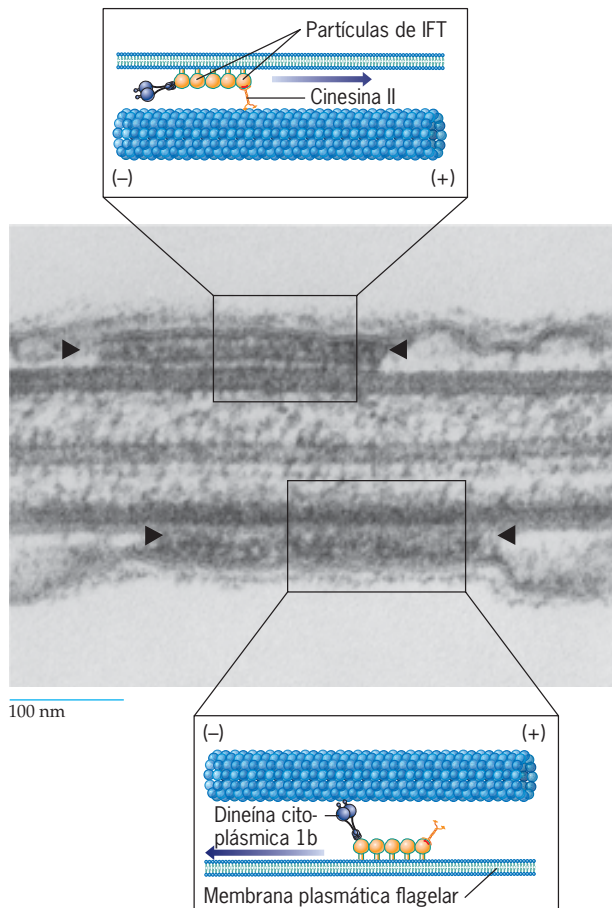 Partículas de IFT
Cinesina II
(–)
(+)
100 nm
(–)
(+)
Dineína cito-
plásmica 1b
Membrana plasmática flagelar